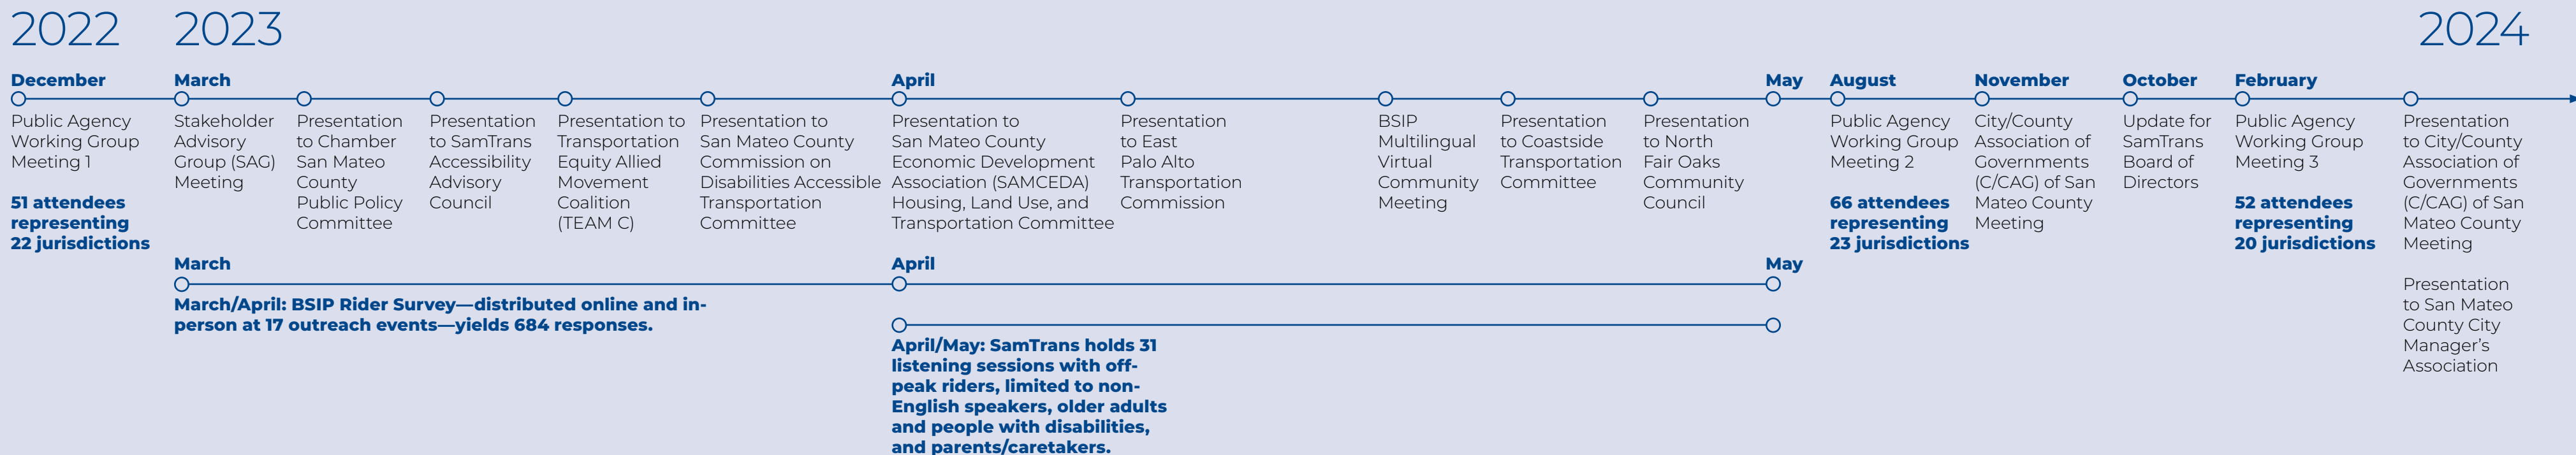 2022
2023
2024
December
March
April
May
August
November
October
February
Public Agency
Working Group
Meeting 1
51 attendees
representing
22 jurisdictions
Stakeholder
Advisory
Group (SAG)
Meeting
Presentation
to Chamber
San Mateo
County
Public Policy
Committee
Presentation
to SamTrans
Accessibility
Advisory
Council
Presentation to
Transportation
Equity Allied
Movement
Coalition
(TEAM C)
Presentation to
San Mateo County
Commission on
Disabilities Accessible
Transportation
Committee
Presentation to
San Mateo County
Economic Development
Association (SAMCEDA)
Housing, Land Use, and
Transportation Committee
Presentation
to East
Palo Alto
Transportation
Commission
BSIP
Multilingual
Virtual
Community
Meeting
Presentation
to Coastside
Transportation
Committee
Presentation
to North
Fair Oaks
Community
Council
Public Agency
Working Group
Meeting 2
66 attendees
representing
23 jurisdictions
City/County
Association of
Governments
(C/CAG) of San
Mateo County
Meeting
Update for
SamTrans
Board of
Directors
Public Agency
Working Group
Meeting 3
52 attendees
representing
20 jurisdictions
Presentation
to City/County
Association of
Governments
(C/CAG) of San
Mateo County
Meeting
Presentation
to San Mateo
County City
Manager’s
Association
March
April
May
March/April: BSIP Rider Survey—distributed online and in-
person at 17 outreach events—yields 684 responses.
April/May: SamTrans holds 31
listening sessions with off-
peak riders, limited to non-
English speakers, older adults
and people with disabilities,
and parents/caretakers.